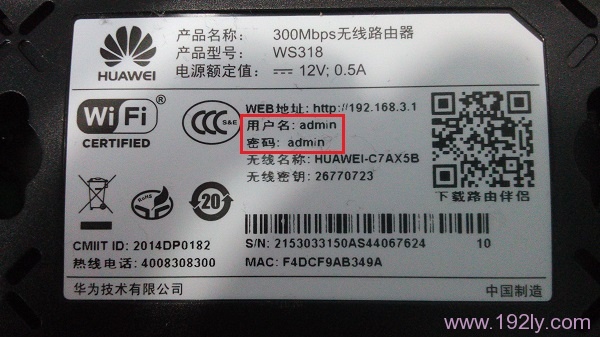 HUAWEI
产品名称: 300Mbps无线路由器
产品型号: WS318
电源额定值: 12V; 0.5A
Wi Fi ®
CERTIFIED
CCC S&E
WEB地址: http://192.168.3.1
用户名: admin
密码: admin
无线名称: HUAWEI-C7AX5B
无线密钥: 26770723
下载路由伴侣
20
CMIIT ID: 2014DP0182
热线电话: 4008308300
S/N: 2153033150AS44067624 10
MAC: F4DCF9AB349A
华为技术有限公司
中国制造
www.192ly.com